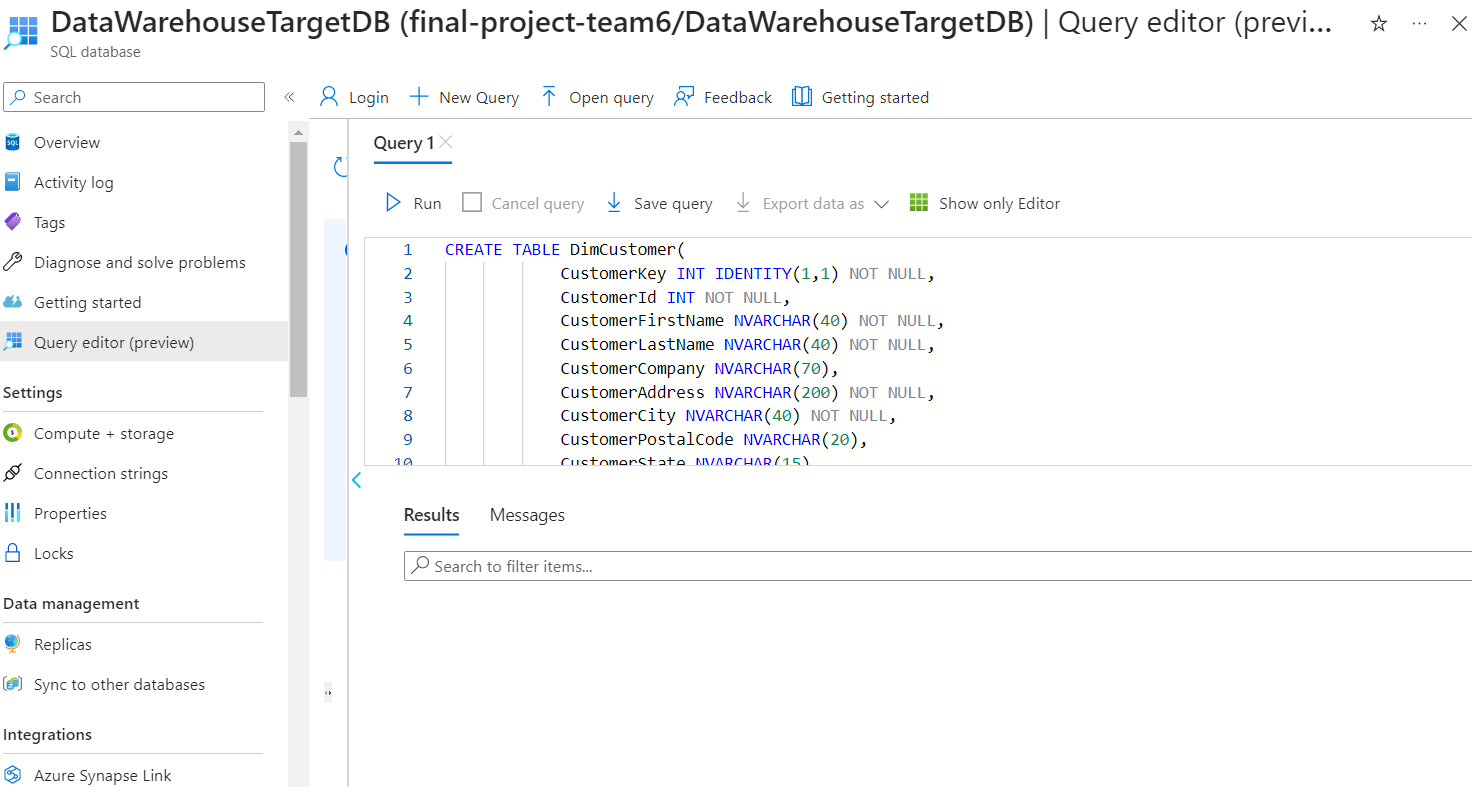 DataWarehouseTargetDB (final-project-team6/DataWarehouseTargetDB) | Query editor (previ...
SQL database
Search
«
Login
New Query
Open query
Feedback
Getting started
SQL
Overview
Activity log
Tags
Diagnose and solve problems
Getting started
Query editor (preview)
Settings
Compute + storage
Connection strings
Properties
Locks
Data management
Replicas
Sync to other databases
Integrations
Azure Synapse Link
Query 1
Run
Cancel query
Save query
Export data as
Show only Editor
1 CREATE TABLE DimCustomer(
2 CustomerKey INT IDENTITY(1,1) NOT NULL,
3 CustomerId INT NOT NULL,
4 CustomerFirstName NVARCHAR(40) NOT NULL,
5 CustomerLastName NVARCHAR(40) NOT NULL,
6 CustomerCompany NVARCHAR(70),
7 CustomerAddress NVARCHAR(200) NOT NULL,
8 CustomerCity NVARCHAR(40) NOT NULL,
9 CustomerPostalCode NVARCHAR(20),
10 CustomerState NVARCHAR(15)
Results
Messages
Search to filter items...